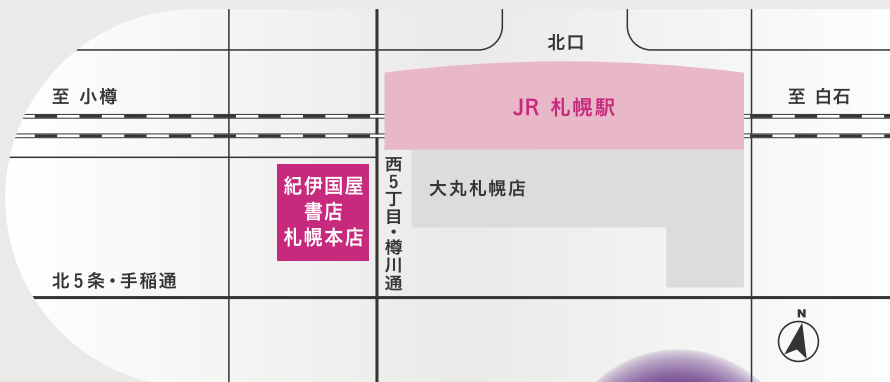 北口
至 小樽
至 白石
JR 札幌駅
紀伊国屋
書店
札幌本店
西5丁目・樽川通
大丸札幌店
北5条・手稲通
N